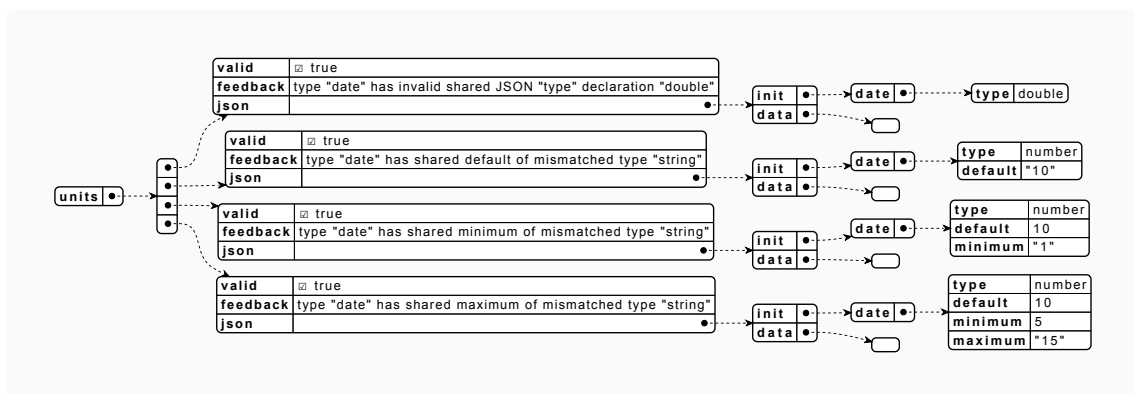 units
valid ☑ true
feedback type "date" has invalid shared JSON "type" declaration "double"
json
init
data
date
type double
valid ☑ true
feedback type "date" has shared default of mismatched type "string"
json
init
data
date
type number
default "10"
valid ☑ true
feedback type "date" has shared minimum of mismatched type "string"
json
init
data
date
type number
default 10
minimum "1"
valid ☑ true
feedback type "date" has shared maximum of mismatched type "string"
json
init
data
date
type number
default 10
minimum 5
maximum "15"